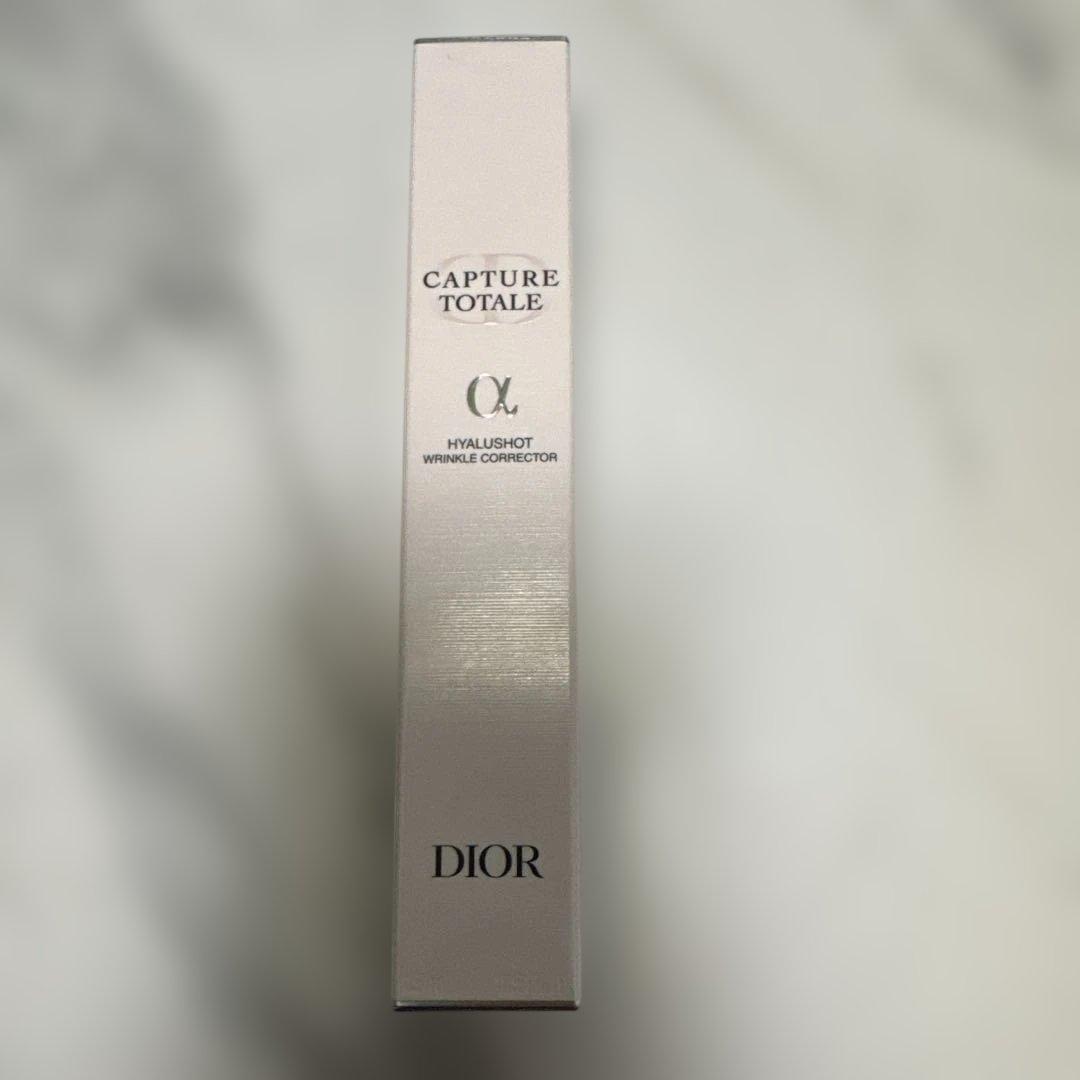 CAPTURE
TOTALE
α
HYALUSHOT
WRINKLE CORRECTOR
DIOR